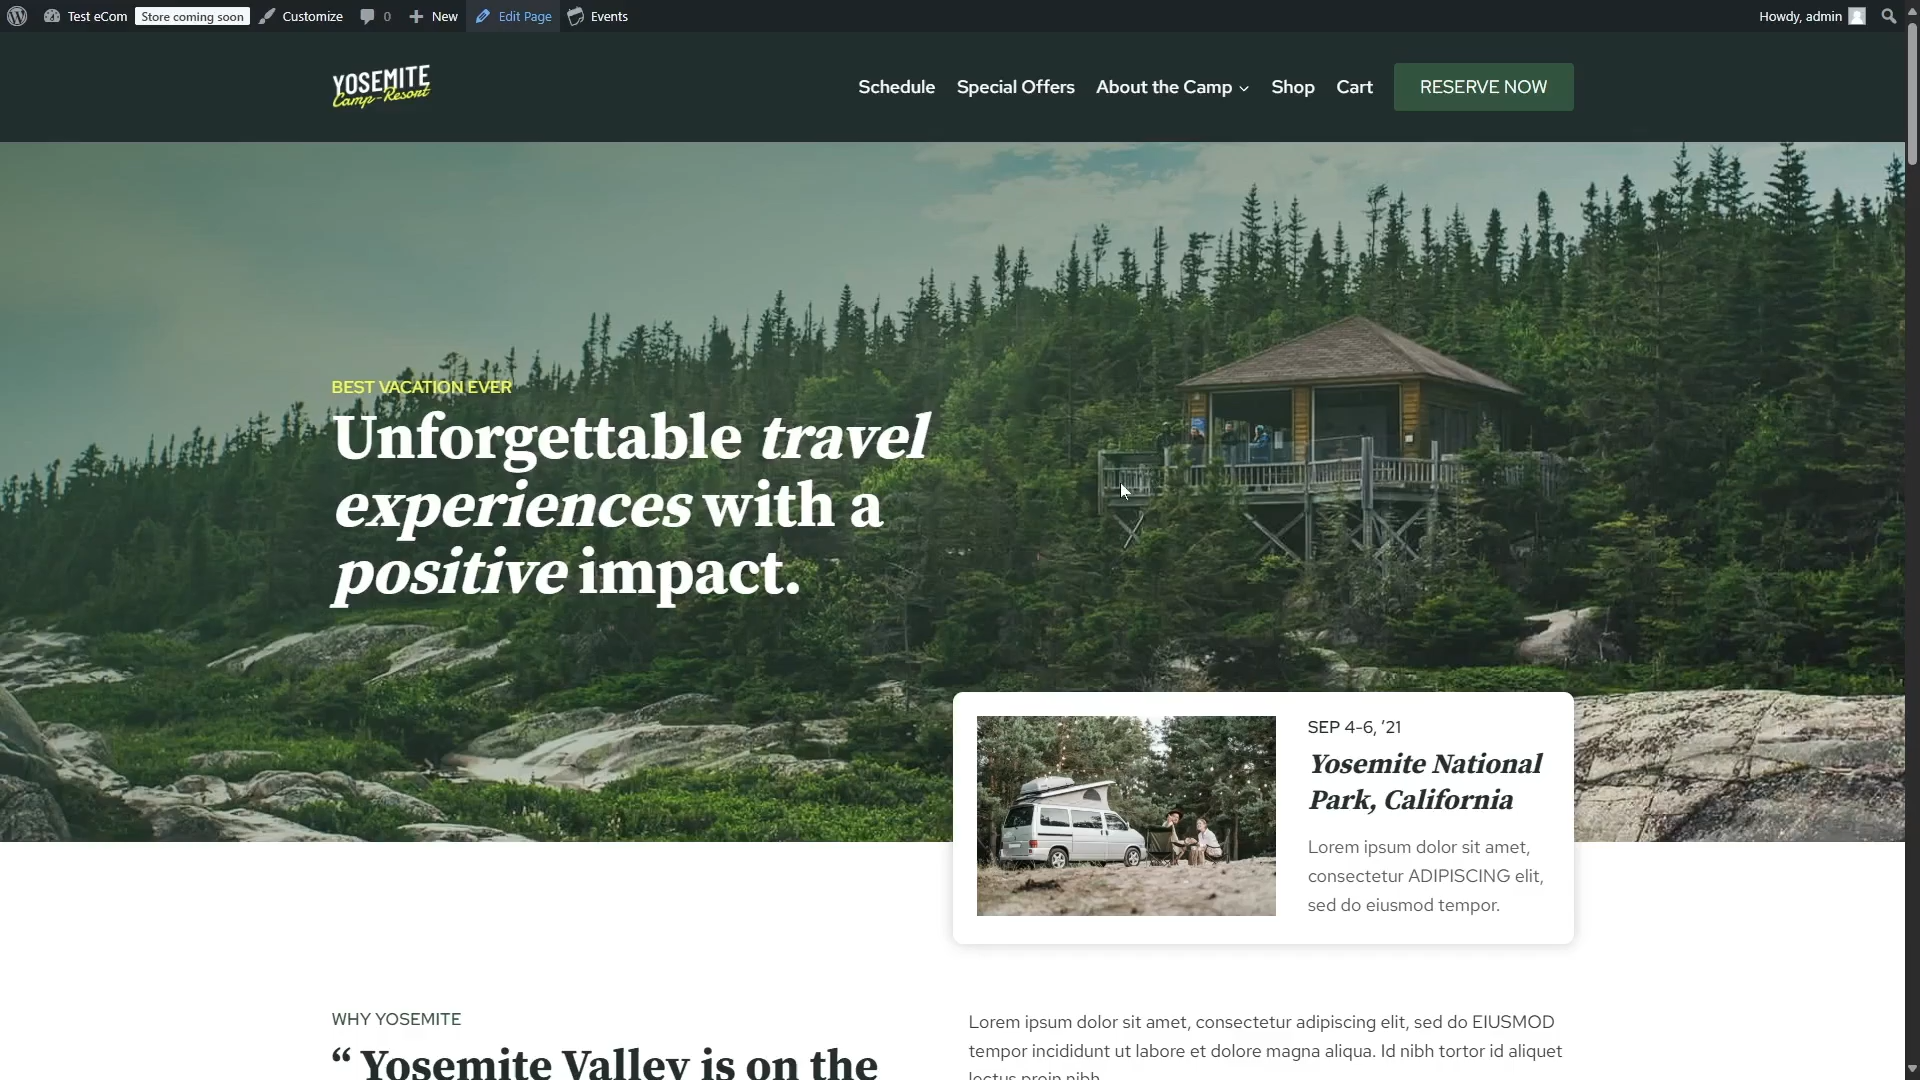 Test eCom Store coming soon Customize 0 New Edit Page Events Howdy, admin
YOSEMITE
Camp-Resort
Schedule Special Offers About the Camp Shop Cart RESERVE NOW
BEST VACATION EVER
Unforgettable travel
experiences with a
positive impact.
SEP 4-6, ’21
Yosemite National
Park, California
Lorem ipsum dolor sit amet,
consectetur ADIPISCING elit,
sed do eiusmod tempor.
WHY YOSEMITE
“ Yosemite Valley is on the
Lorem ipsum dolor sit amet, consectetur adipiscing elit, sed do EIUSMOD
tempor incididunt ut labore et dolore magna aliqua. Id nibh tortor id aliquet
lectus proin nibh